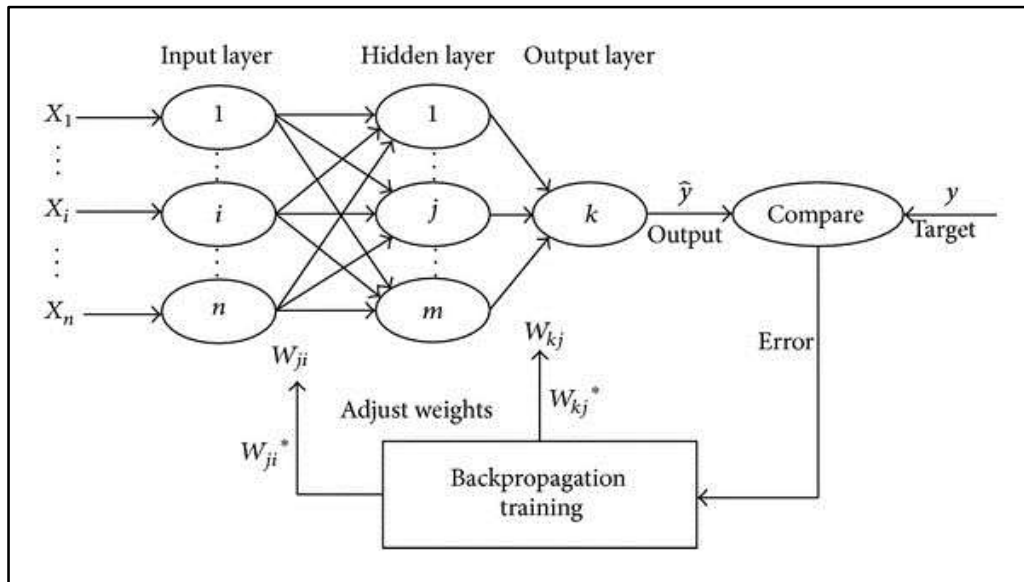 Input layer
Hidden layer
Output layer
X₁
1
1
⋮
⋮
⋮
Xᵢ
i
j
k
ŷ
Output
Compare
y
Target
⋮
⋮
⋮
Xₙ
n
m
Wⱼᵢ
Wₖⱼ
Error
Adjust weights
Wⱼᵢ*
Wₖⱼ*
Backpropagation
training